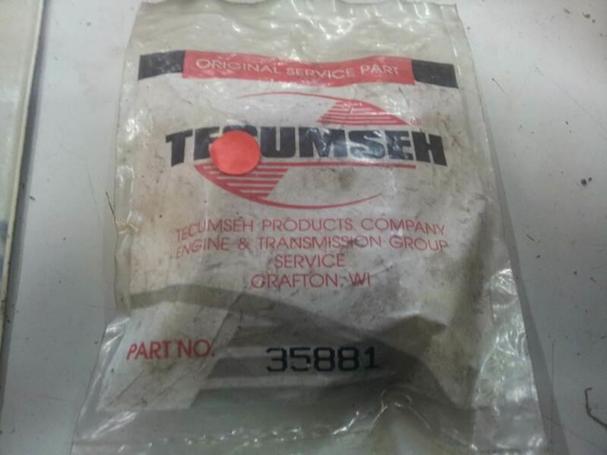 ORIGINAL SERVICE PART
TECUMSEH
TECUMSEH PRODUCTS COMPANY
ENGINE & TRANSMISSION GROUP
SERVICE
GRAFTON, WI
PART NO. 35881